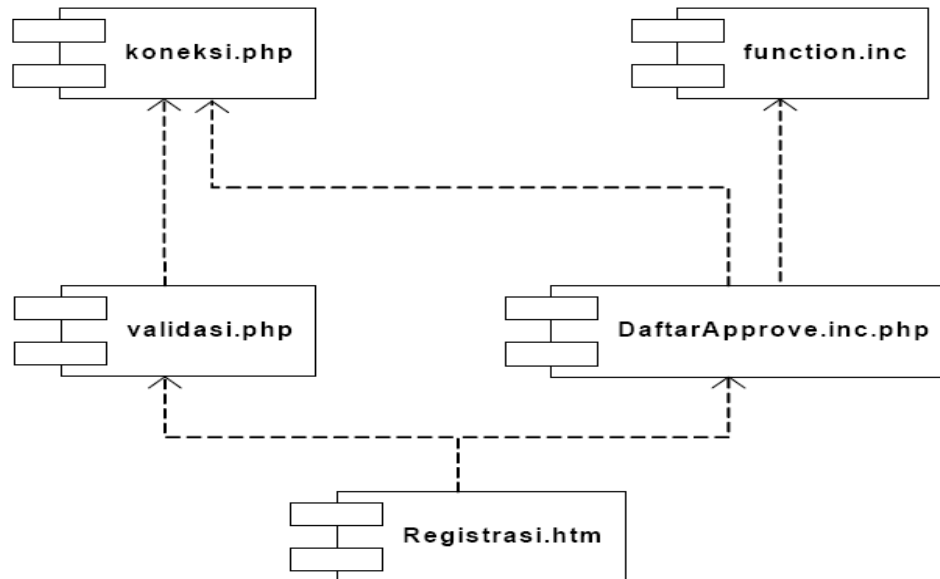 koneksi.php
function.inc
validasi.php
DaftarApprove.inc.php
Registrasi.htm